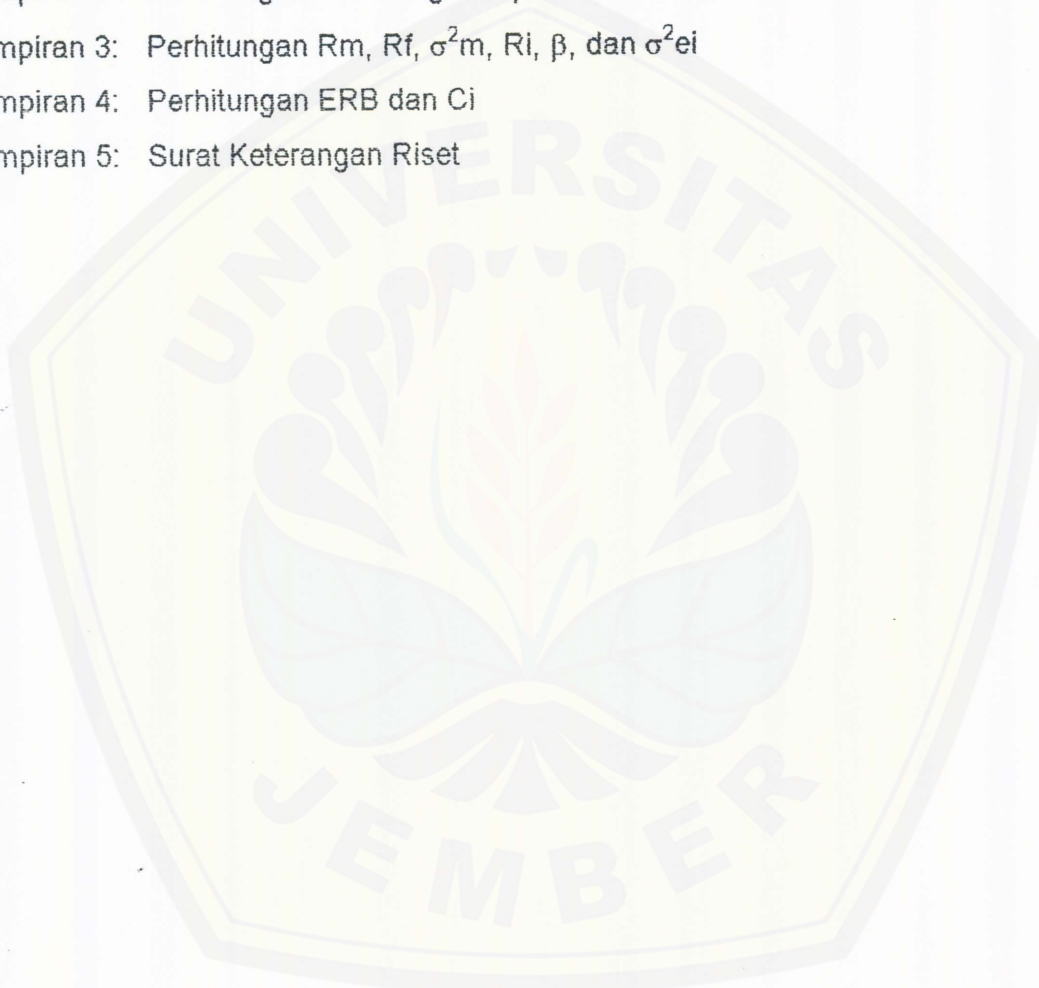 mpiran 3: Perhitungan Rm, Rf, σ²m, Ri, β, dan σ²ei
mpiran 4: Perhitungan ERB dan Ci
mpiran 5: Surat Keterangan Riset
UNIVERSITAS
JEMBER